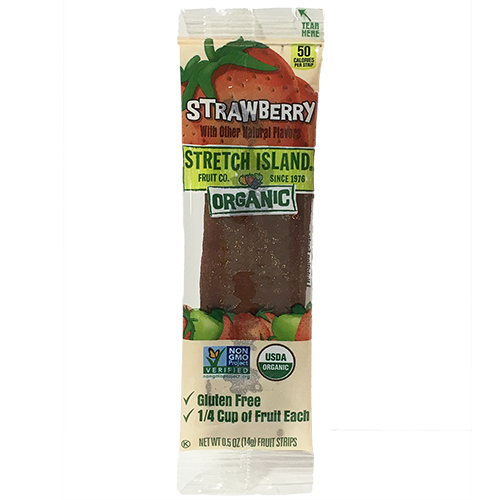 TEAR
HERE
50
CALORIES
PER STRIP
STRAWBERRY
With Other Natural Flavors
STRETCH ISLAND
FRUIT CO. SINCE 1976
ORGANIC
NON
GMO
Project
VERIFIED
nongmoproject.org
USDA
ORGANIC
✓ Gluten Free
✓ 1/4 Cup of Fruit Each
K
NET WT 0.5 OZ (14g) FRUIT STRIPS